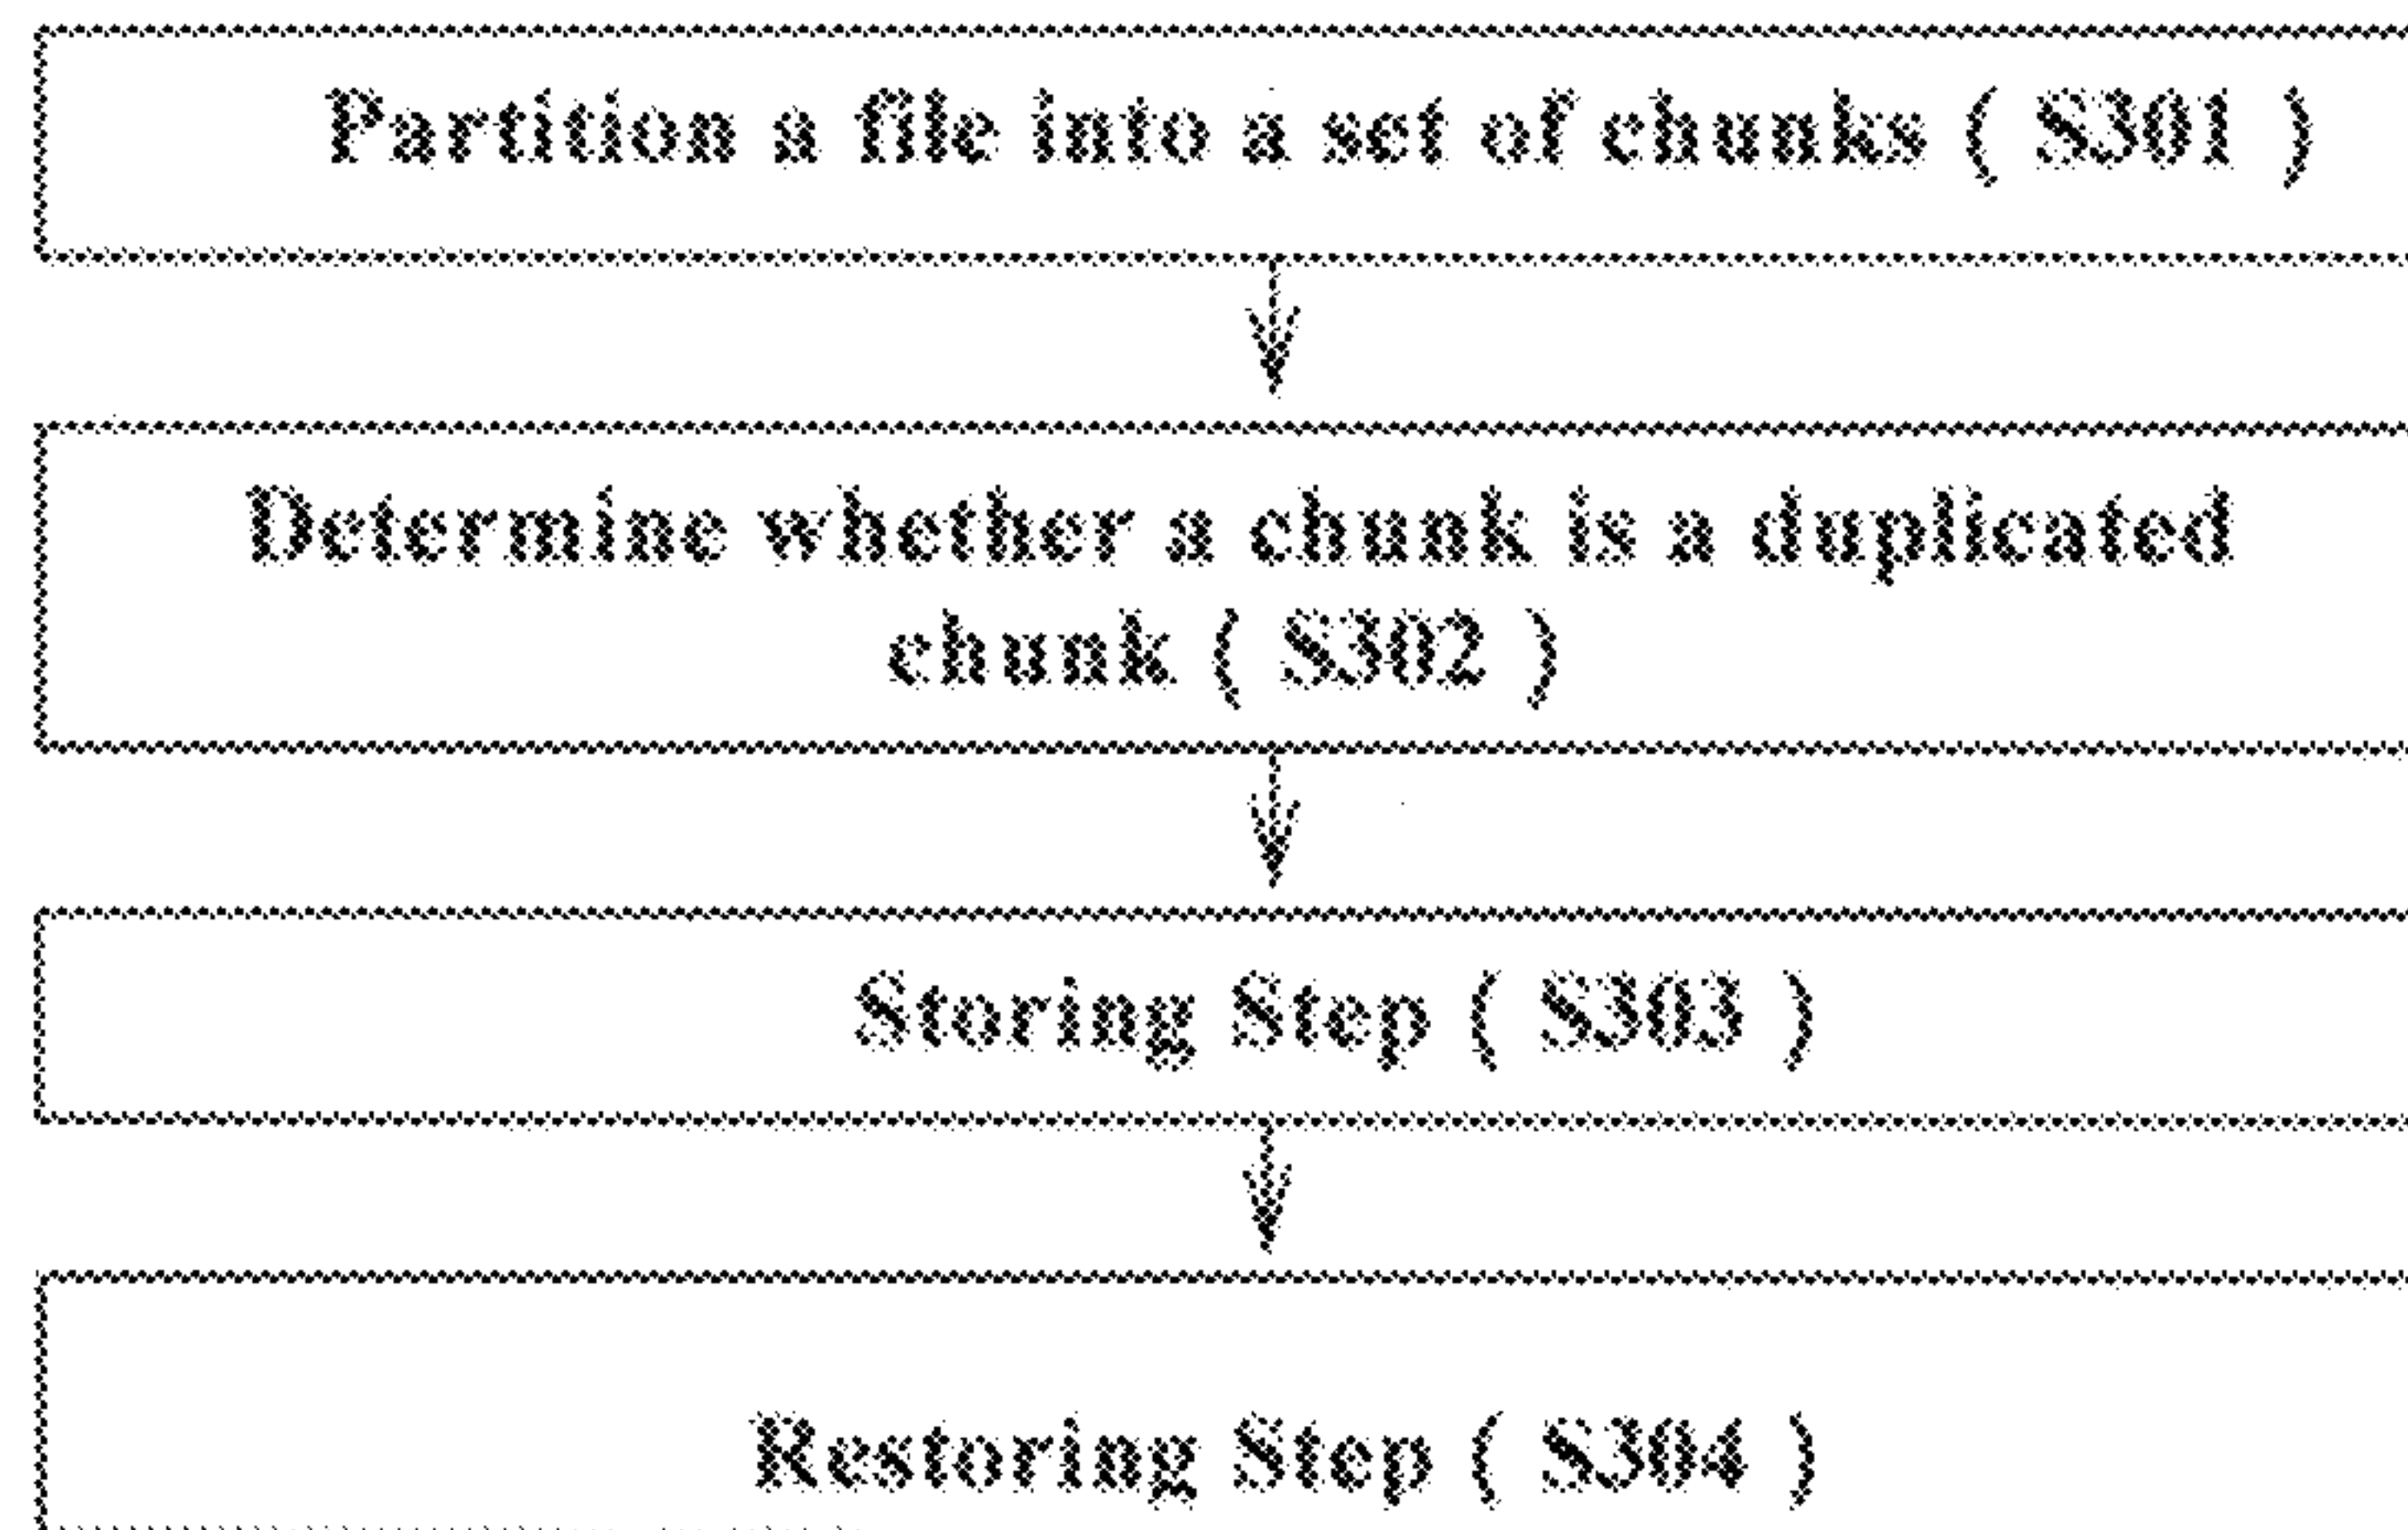 Partition a file into a set of chunks ( S301 )
Determine whether a chunk is a duplicated
chunk ( S302 )
Storing Step ( S303 )
Restoring Step ( S304 )